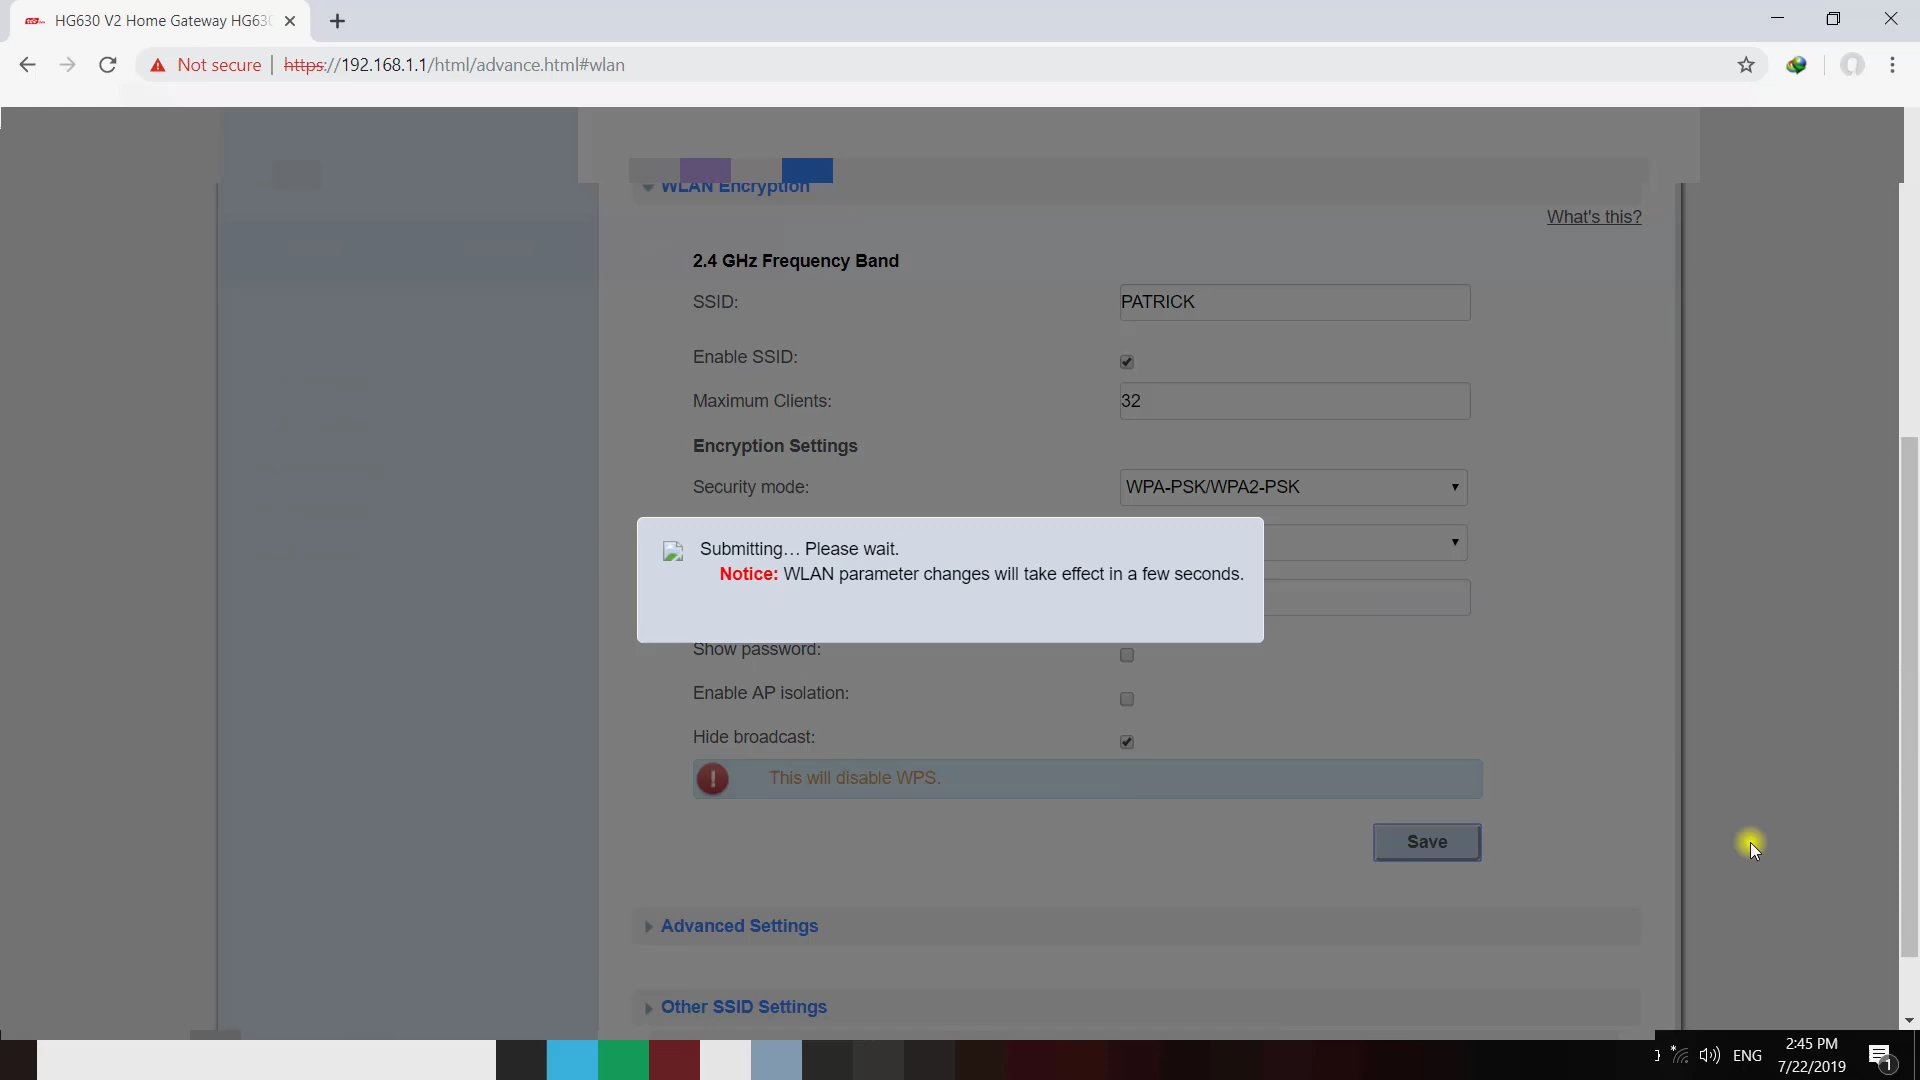 HG630 V2 Home Gateway HG630
Not secure https://192.168.1.1/html/advance.html#wlan
WLAN Encryption
What's this?
2.4 GHz Frequency Band
SSID: PATRICK
Enable SSID:
Maximum Clients: 32
Encryption Settings
Security mode: WPA-PSK/WPA2-PSK
Submitting... Please wait.
Notice: WLAN parameter changes will take effect in a few seconds.
Show password:
Enable AP isolation:
Hide broadcast:
This will disable WPS.
Save
Advanced Settings
Other SSID Settings
ENG
2:45 PM
7/22/2019
1